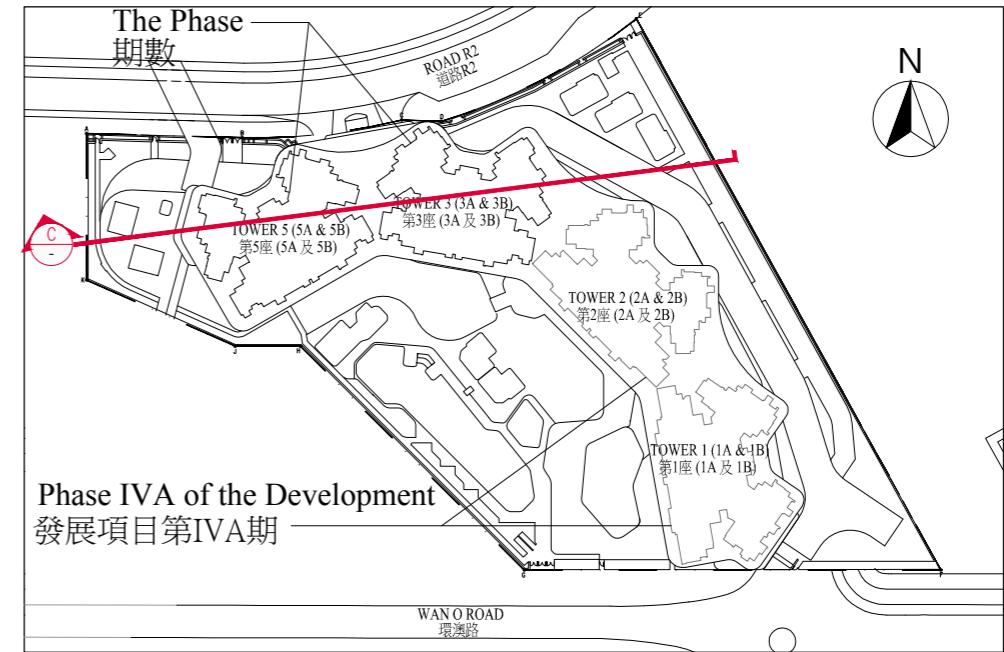 The Phase
期數
ROAD R2
道路R2
N
A
B
C
D
E
TOWER 3 (3A & 3B)
第3座 (3A 及 3B)
C
-
TOWER 5 (5A & 5B)
第5座 (5A 及 5B)
K
TOWER 2 (2A & 2B)
第2座 (2A 及 2B)
J
H
TOWER 1 (1A & 1B)
第1座 (1A 及 1B)
Phase IVA of the Development
發展項目第IVA期
G
F
WAN O ROAD
環澳路